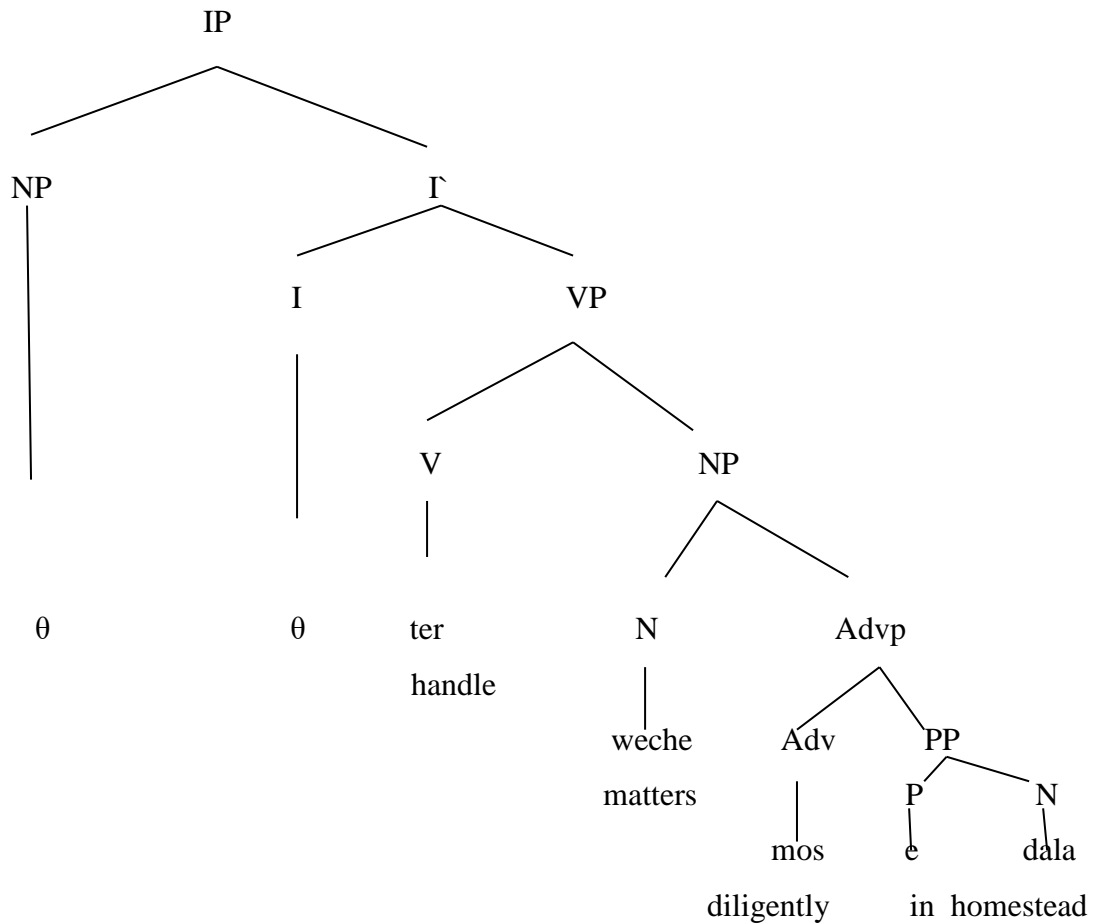 IP
NP I`
I VP
V NP
θ θ ter N Advp
handle
weche Adv PP
matters P N
mos e dala
diligently in homestead